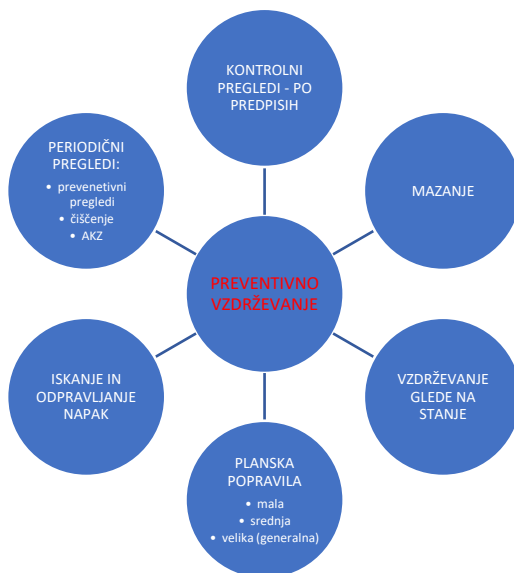 KONTROLNI
PREGLEDI - PO
PREDPISIH
PERIODIČNI
PREGLEDI:
• prevenetivni
pregledi
• čiščenje
• AKZ
MAZANJE
PREVENTIVNO
VZDRŽEVANJE
ISKANJE IN
ODPRAVLJANJE
NAPAK
VZDRŽEVANJE
GLEDE NA
STANJE
PLANSKA
POPRAVILA
• mala
• srednja
• velika (generalna)